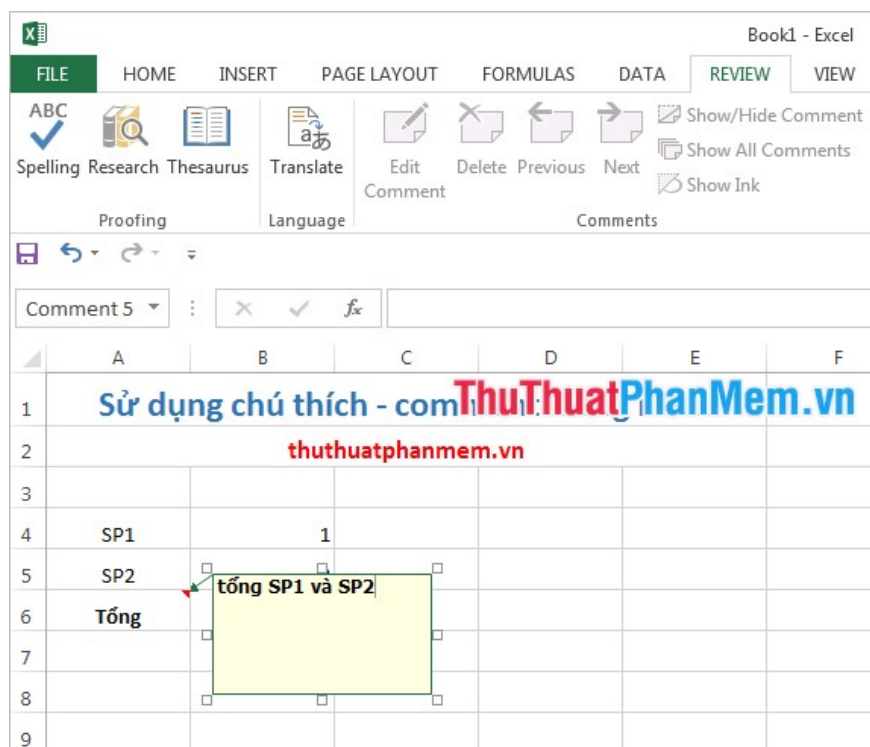 Book1 - Excel
FILE HOME INSERT PAGE LAYOUT FORMULAS DATA REVIEW VIEW
ABC
Spelling Research Thesaurus Translate Edit Comment Delete Previous Next
Show/Hide Comment
Show All Comments
Show Ink
Proofing Language Comments
Comment 5 fx
A B C D E F
1 Sử dụng chú thích - com
ThuThuatPhanMem.vn
2 thuthuatphanmem.vn
3
4 SP1 1
5 SP2
tổng SP1 và SP2
6 Tổng
7
8
9